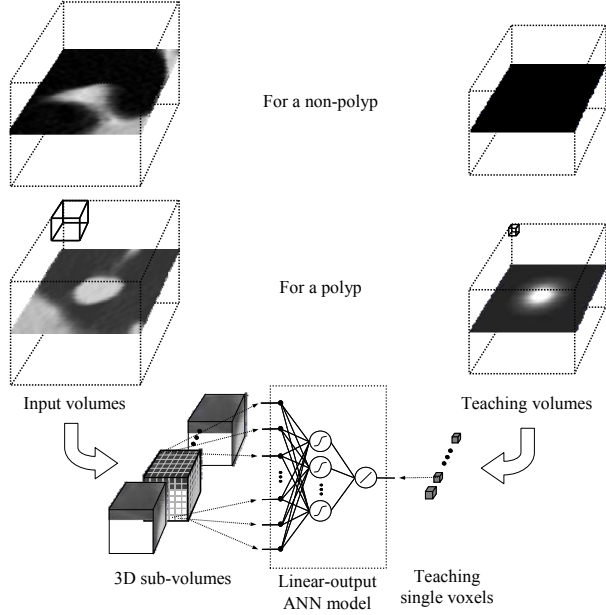 For a non-polyp
For a polyp
Input volumes
Teaching volumes
3D sub-volumes
Linear-output
ANN model
Teaching
single voxels